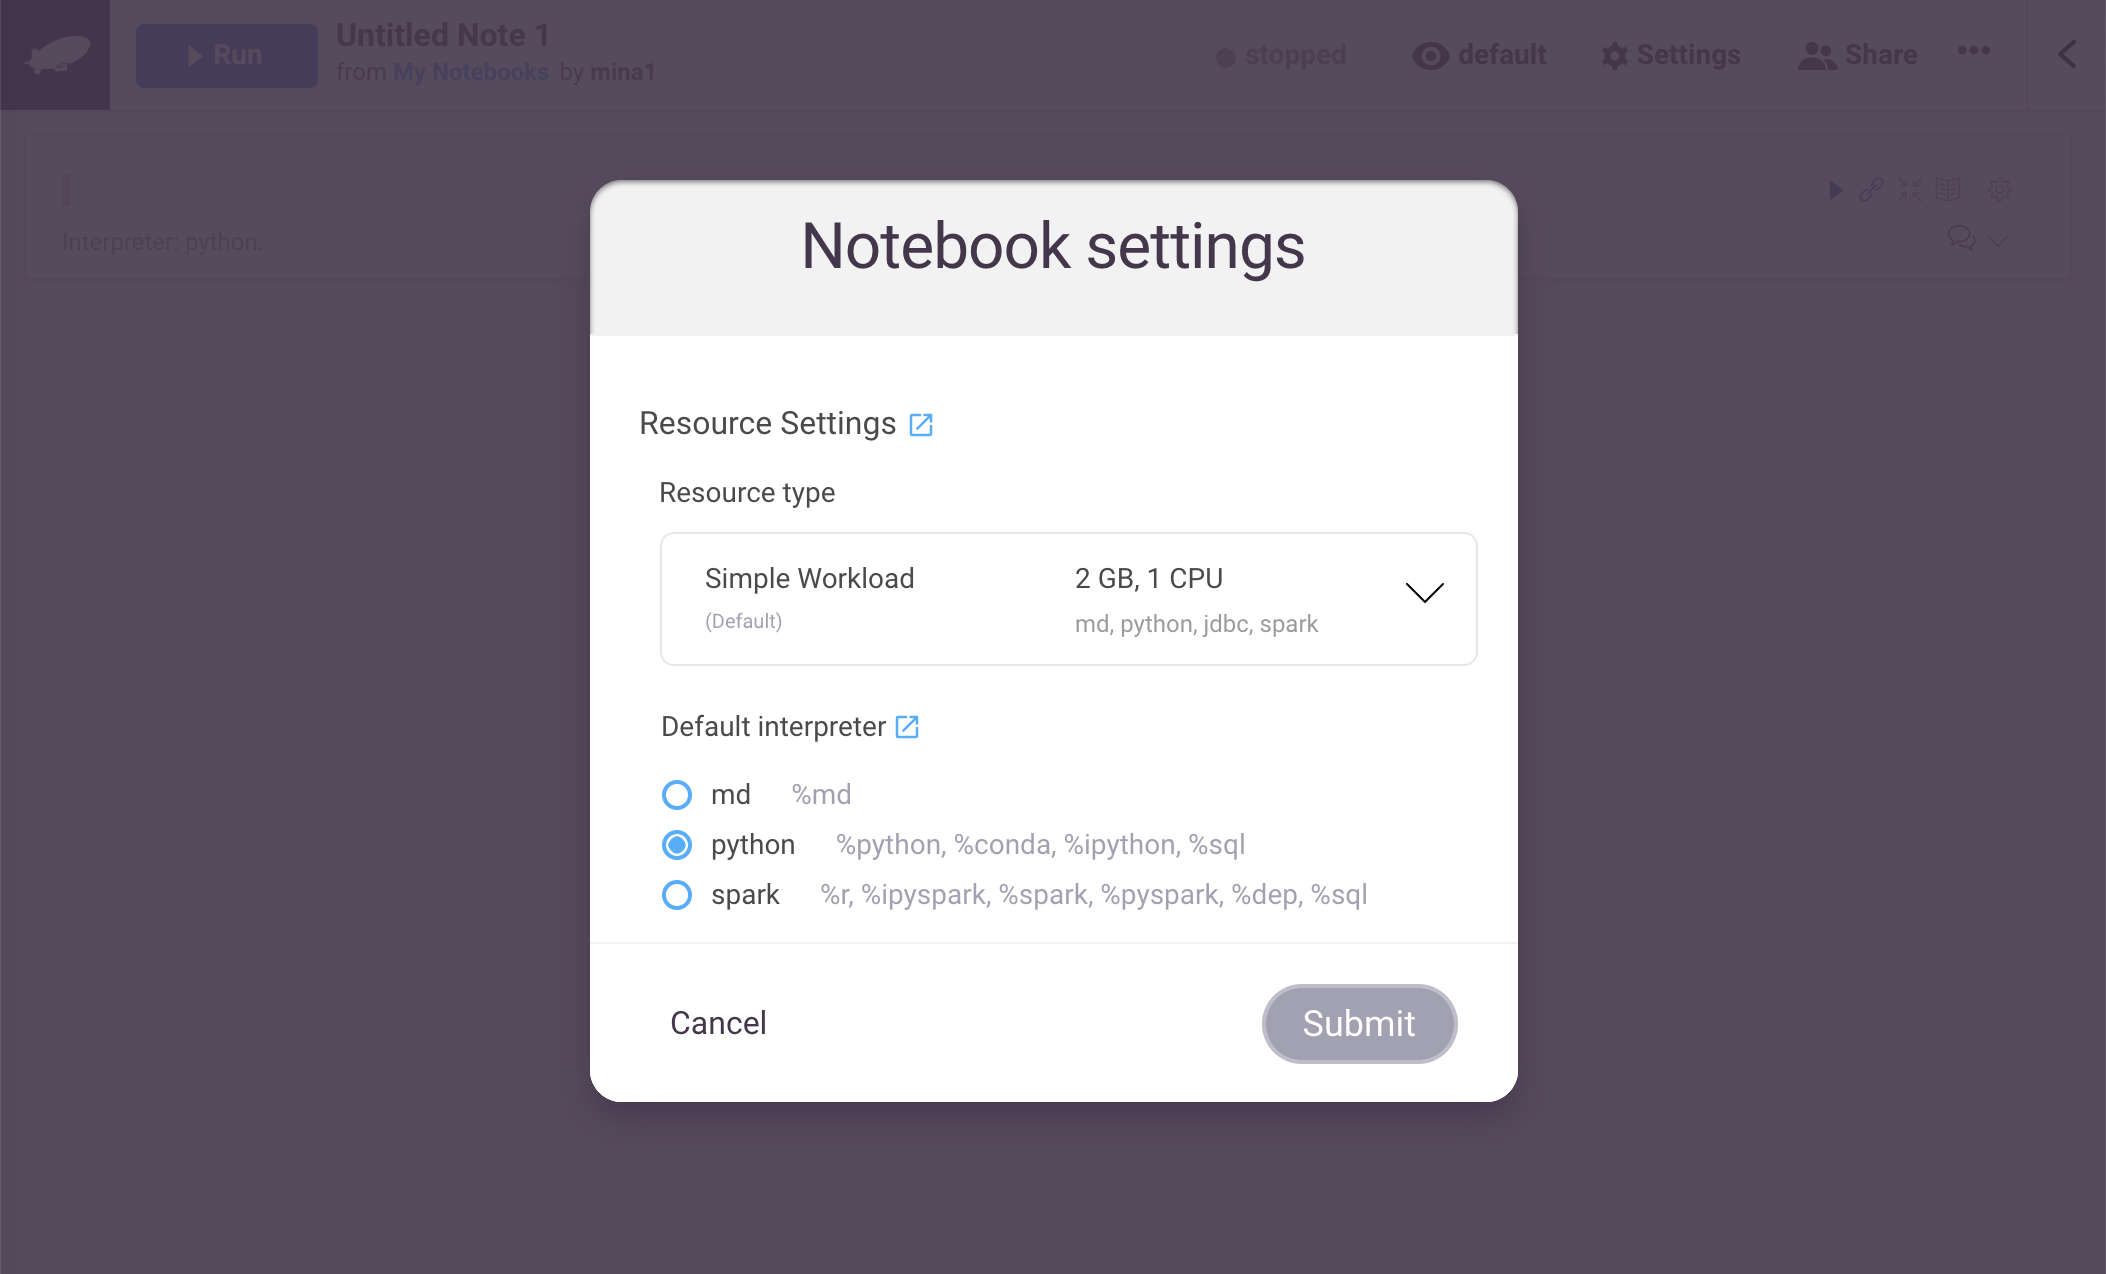 Run
Untitled Note 1
from My Notebooks by mina1
stopped
default
Settings
Share
Interpreter: python.
Notebook settings
Resource Settings
Resource type
Simple Workload
(Default)
2 GB, 1 CPU
md, python, jdbc, spark
Default interpreter
md %md
python %python, %conda, %ipython, %sql
spark %r, %ipyspark, %spark, %pyspark, %dep, %sql
Cancel
Submit